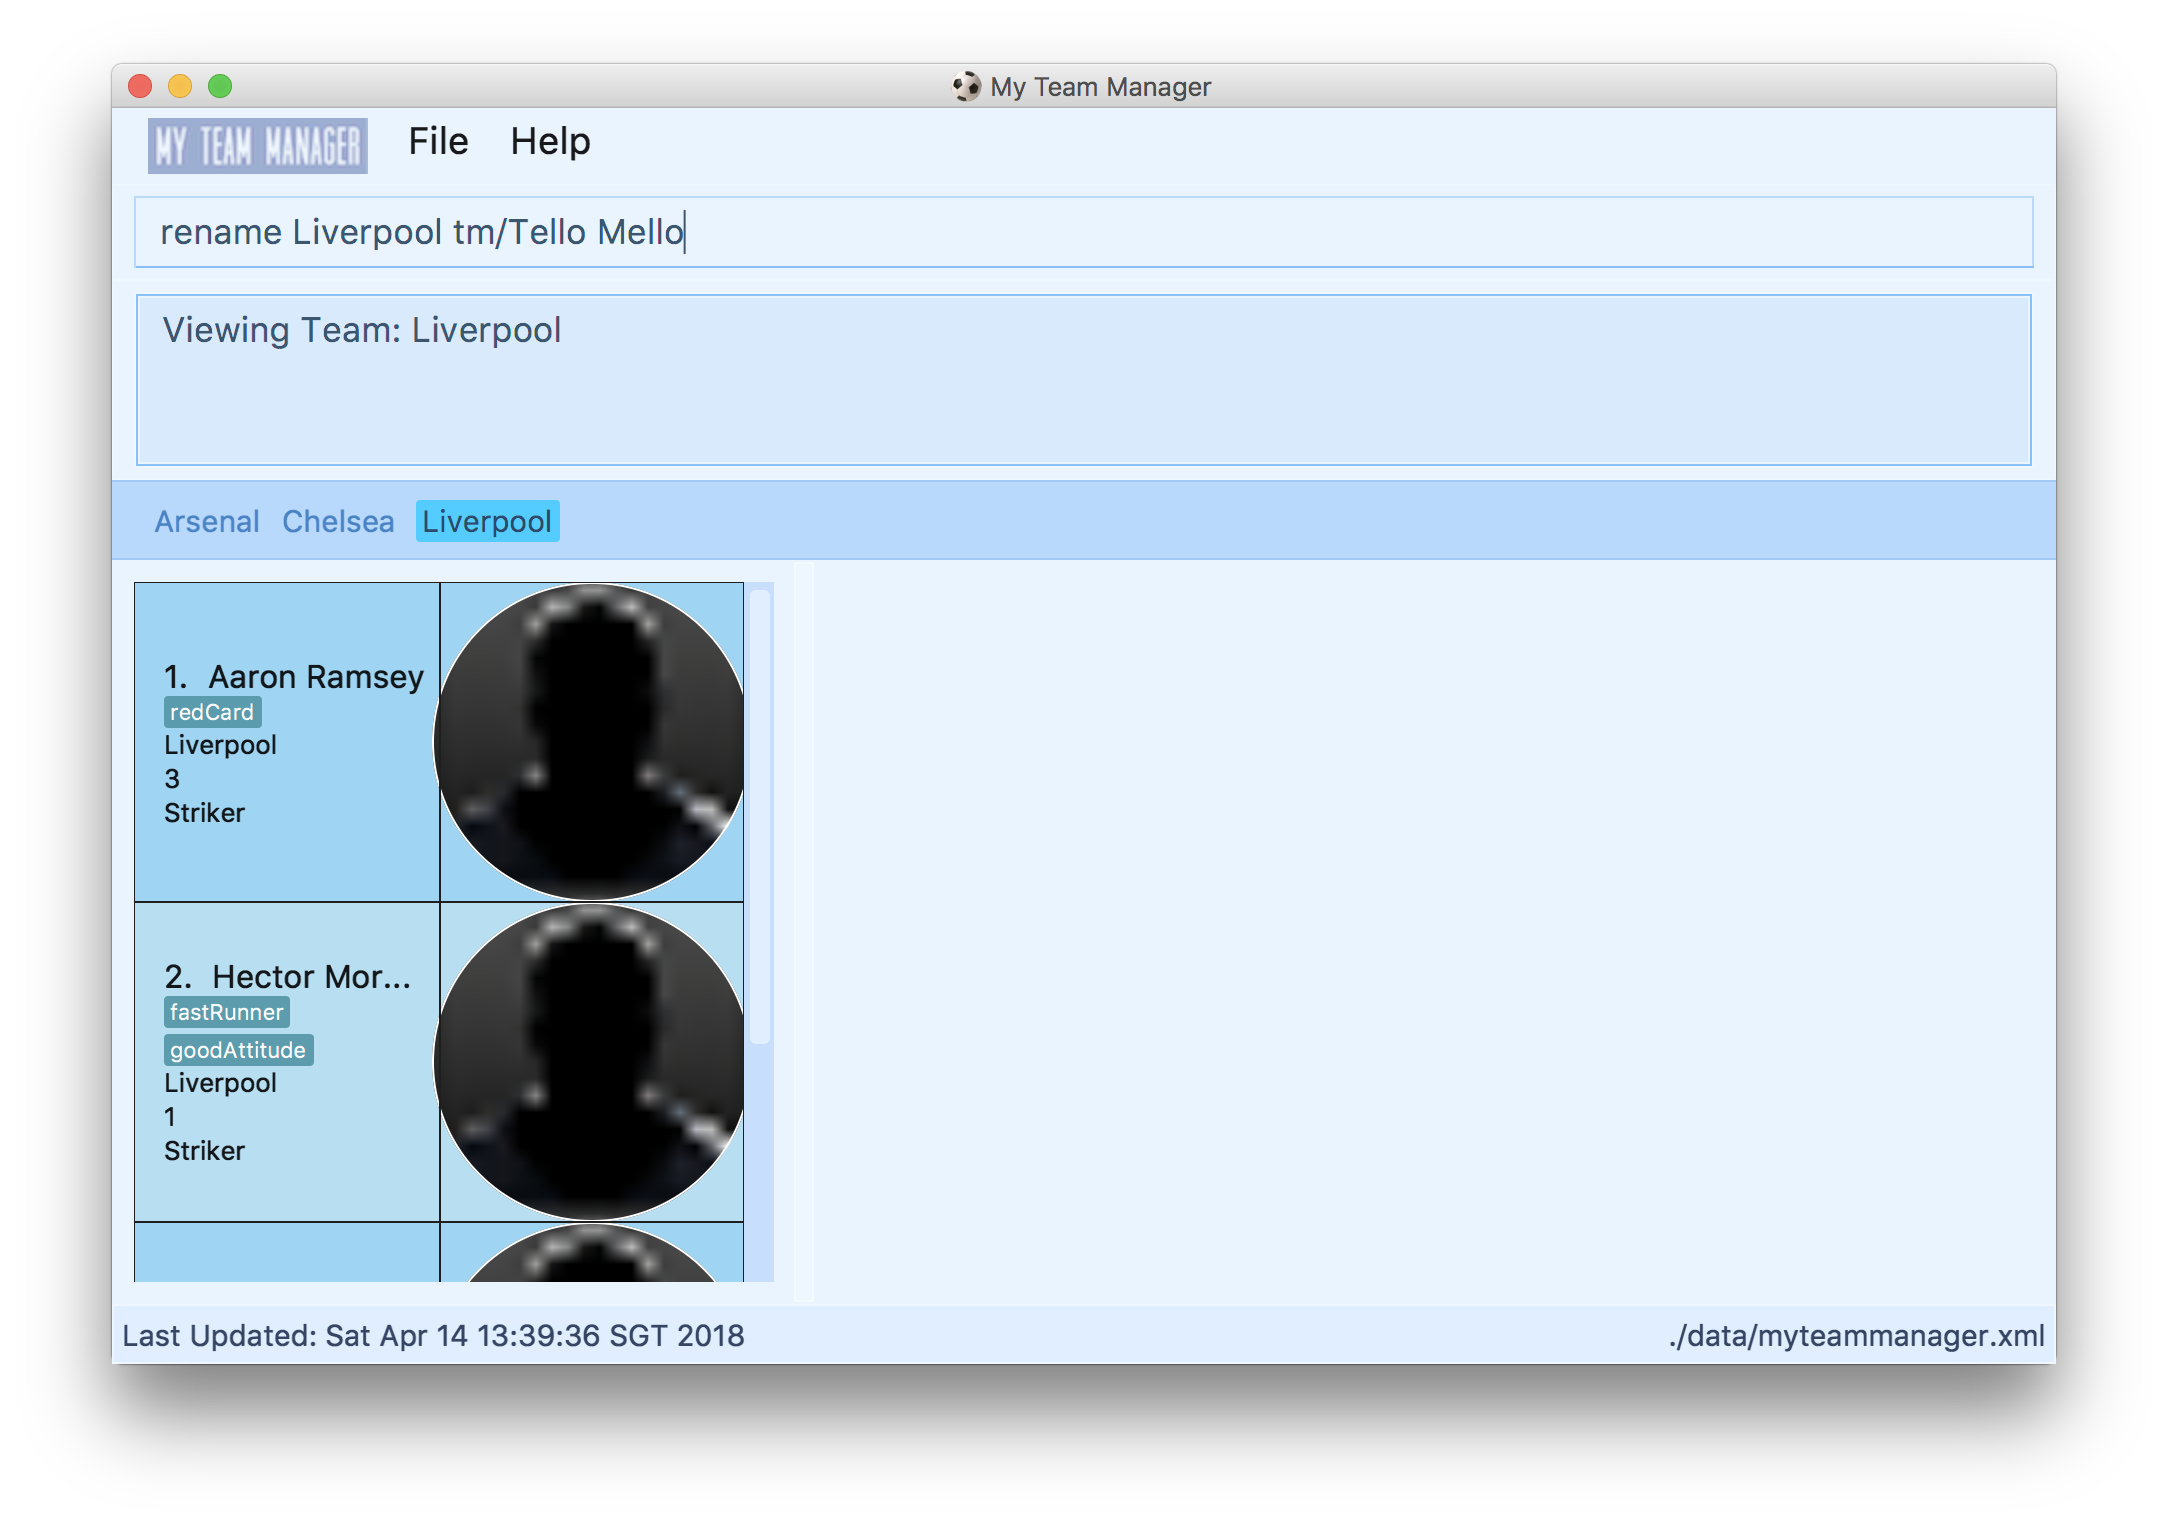 My Team Manager
MY TEAM MANAGER File Help
rename Liverpool tm/Tello Mello
Viewing Team: Liverpool
Arsenal Chelsea Liverpool
1. Aaron Ramsey
redCard
Liverpool
3
Striker
2. Hector Mor...
fastRunner
goodAttitude
Liverpool
1
Striker
Last Updated: Sat Apr 14 13:39:36 SGT 2018 ./data/myteammanager.xml